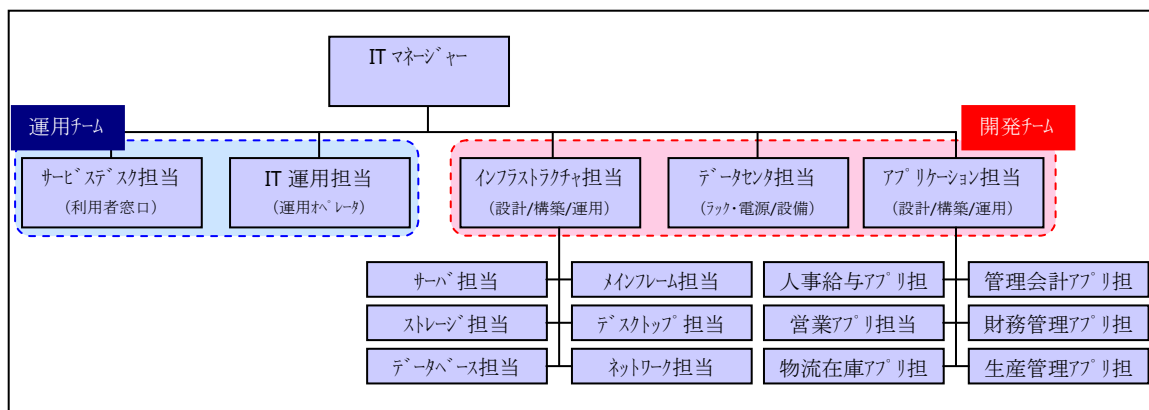 IT ﾏﾈｰｼﾞｬｰ
運用ﾁｰﾑ
開発ﾁｰﾑ
ｻｰﾋﾞｽﾃﾞｽｸ担当
(利用者窓口)
IT 運用担当
(運用ｵﾍﾟﾚｰﾀ)
ｲﾝﾌﾗｽﾄﾗｸﾁｬ担当
(設計/構築/運用)
ﾃﾞｰﾀｾﾝﾀ担当
(ﾗｯｸ・電源/設備)
ｱﾌﾟﾘｹｰｼｮﾝ担当
(設計/構築/運用)
ｻｰﾊﾞ担当
ﾒｲﾝﾌﾚｰﾑ担当
人事給与ｱﾌﾟﾘ担
管理会計ｱﾌﾟﾘ担
ｽﾄﾚｰｼﾞ担当
ﾃﾞｽｸﾄｯﾌﾟ担当
営業ｱﾌﾟﾘ担当
財務管理ｱﾌﾟﾘ担
ﾃﾞｰﾀﾍﾞｰｽ担当
ﾈｯﾄﾜｰｸ担当
物流在庫ｱﾌﾟﾘ担
生産管理ｱﾌﾟﾘ担